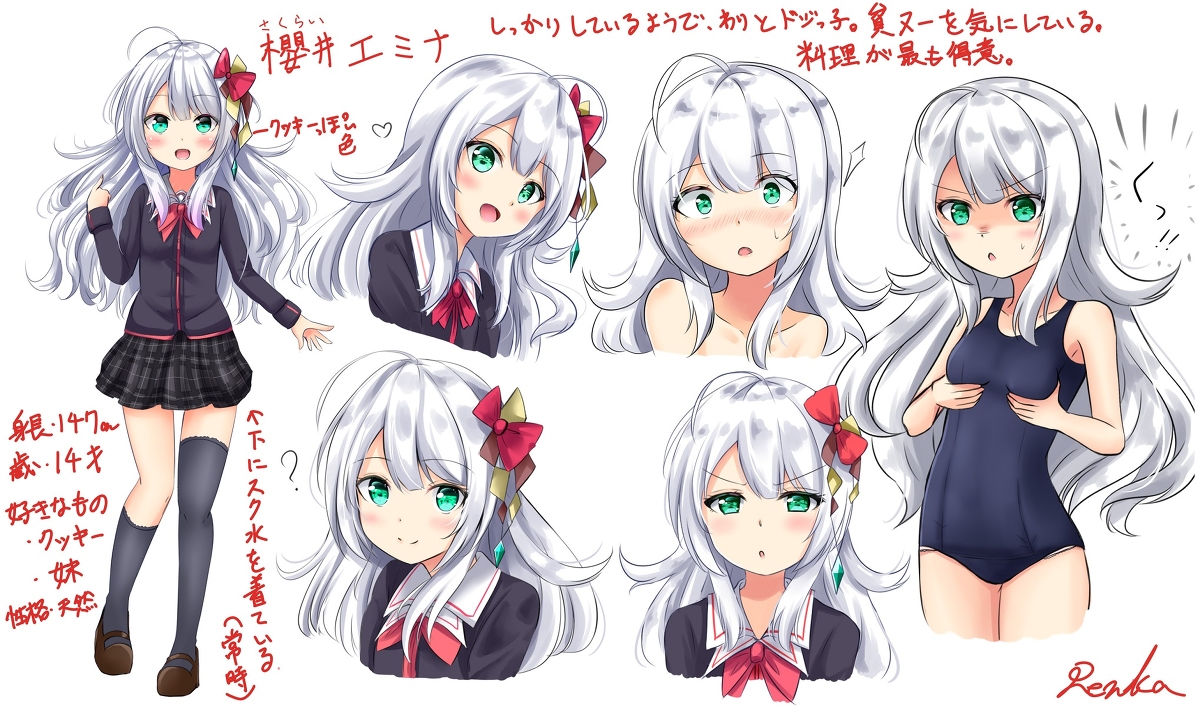 さくらい
櫻井エミナ
しっかりしているようで、わりとドジっ子。貧ヌーを気にしている。
料理が最も得意。
クッキーっぽい
色
♡
くっ!!
?
身長・147cm
歳・14才
好きなもの
・クッキー
・妹
性格・天然
↑下にスク水を着ている。
(常時)
Renka